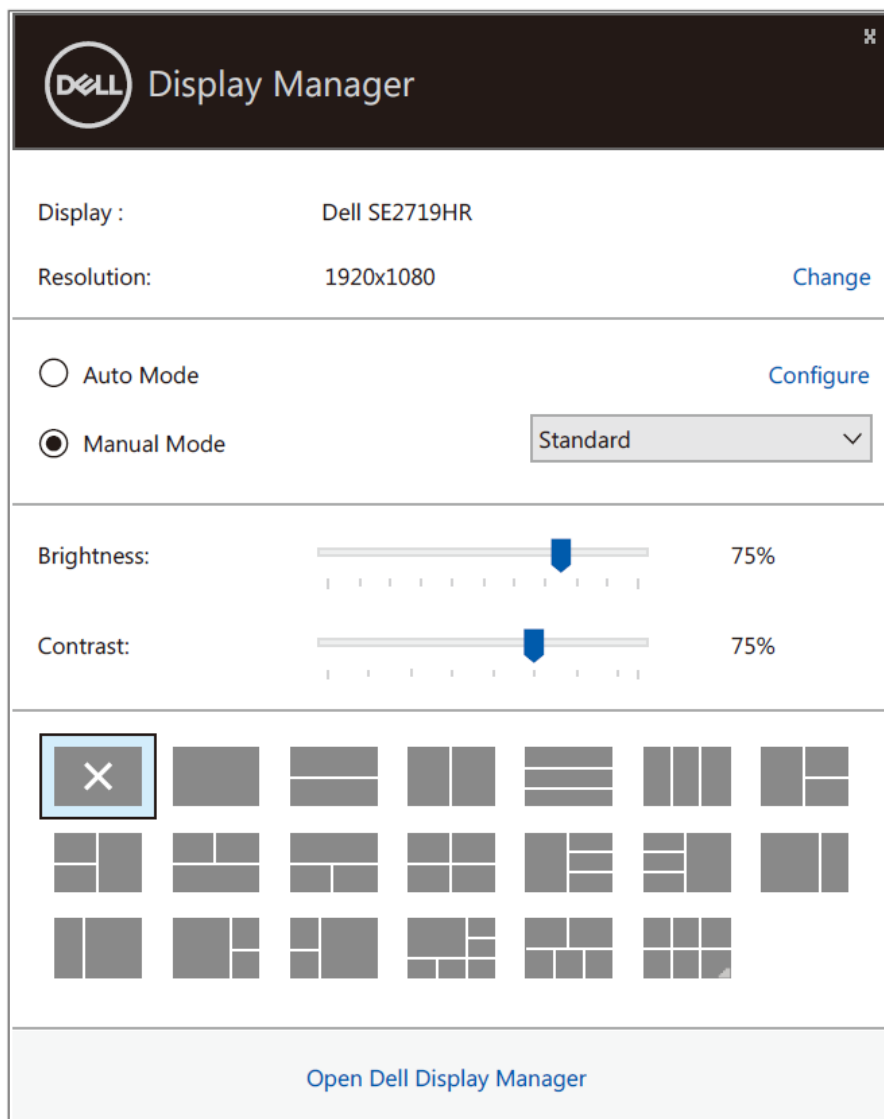 DELL Display Manager
Display : Dell SE2719HR
Resolution: 1920x1080 Change
Auto Mode Configure
Manual Mode Standard
Brightness: 75%
Contrast: 75%
Open Dell Display Manager